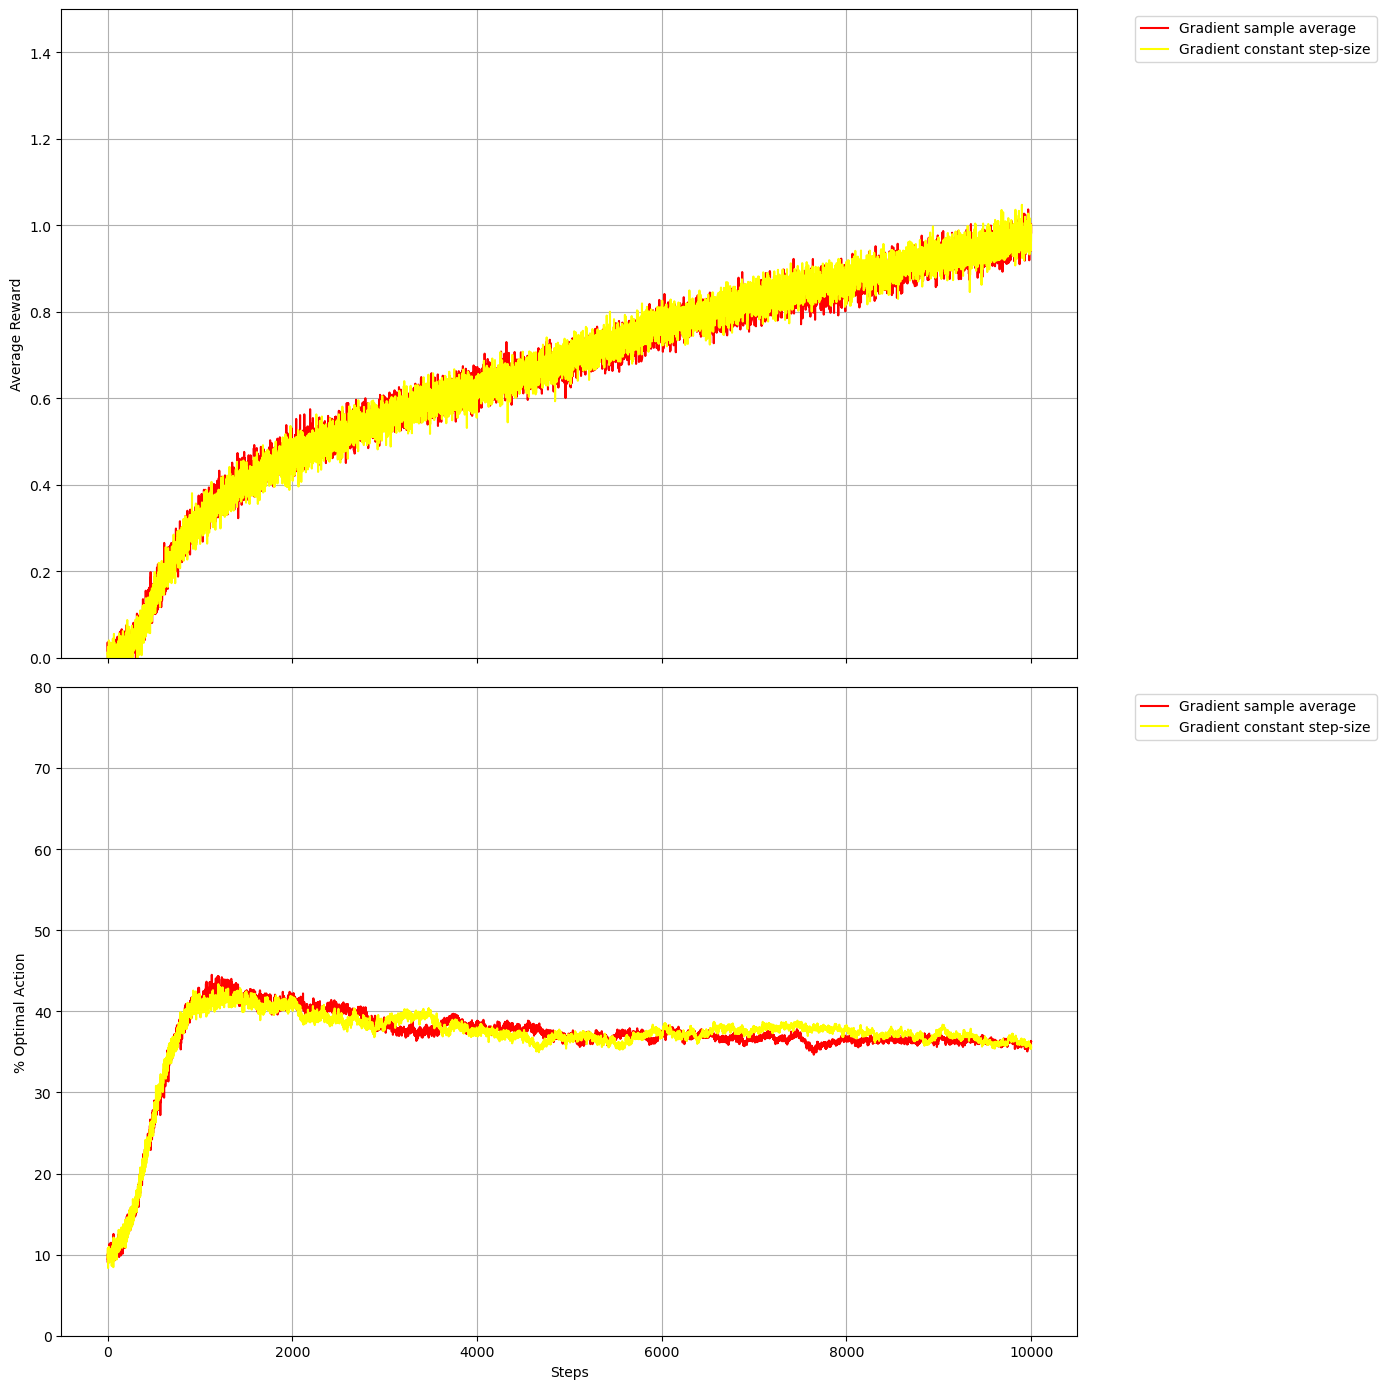 1.4
1.2
1.0
0.8
0.6
0.4
0.2
0.0
Average Reward
Gradient sample average
Gradient constant step-size
80
70
60
50
40
30
20
10
0
% Optimal Action
0 2000 4000 6000 8000 10000
Steps
Gradient sample average
Gradient constant step-size